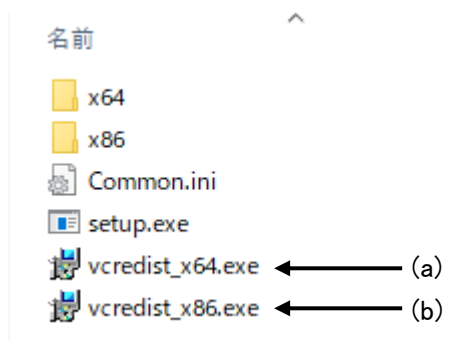 名前
x64
x86
Common.ini
setup.exe
vcredist_x64.exe (a)
vcredist_x86.exe (b)